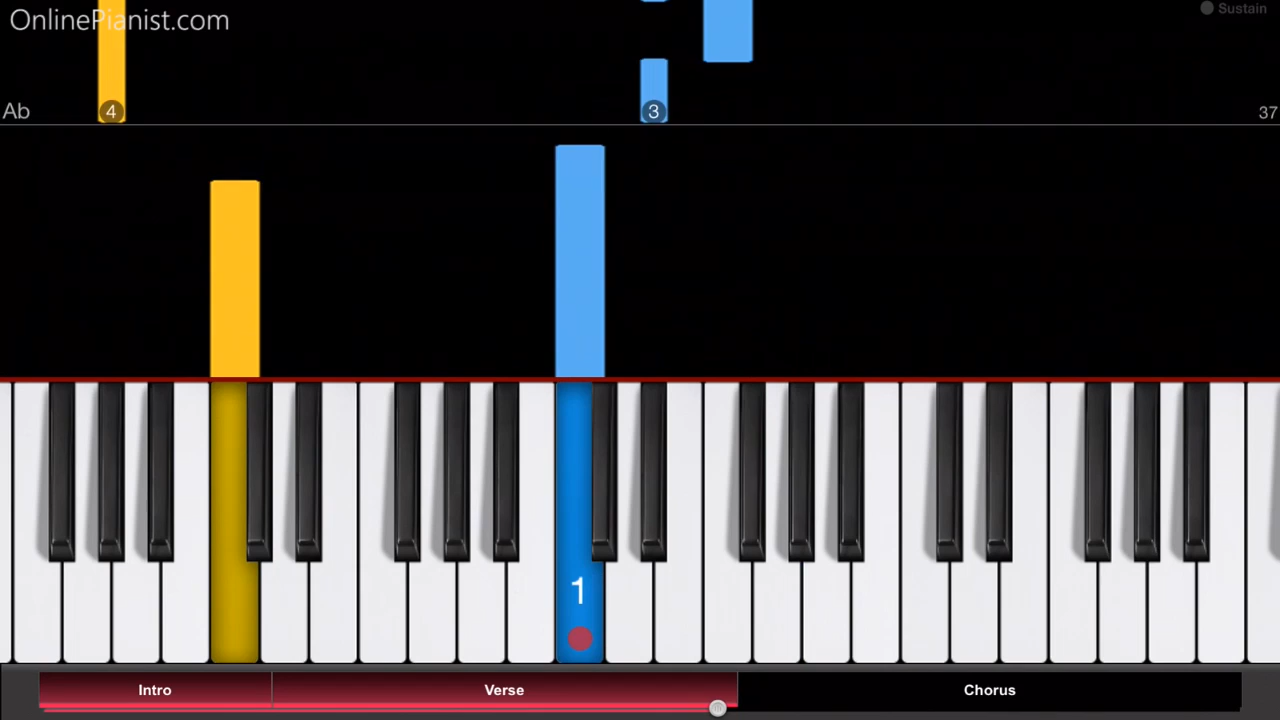 OnlinePianist.com
Sustain
4
3
Ab
37
1
Intro
Verse
Chorus